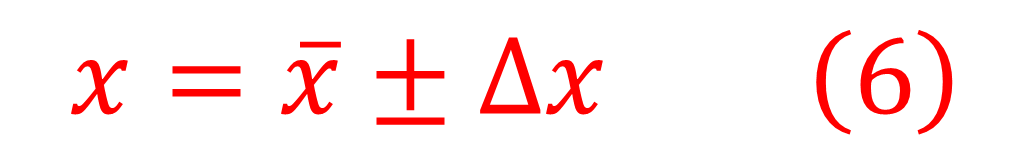 x = x̄ ± Δx (6)